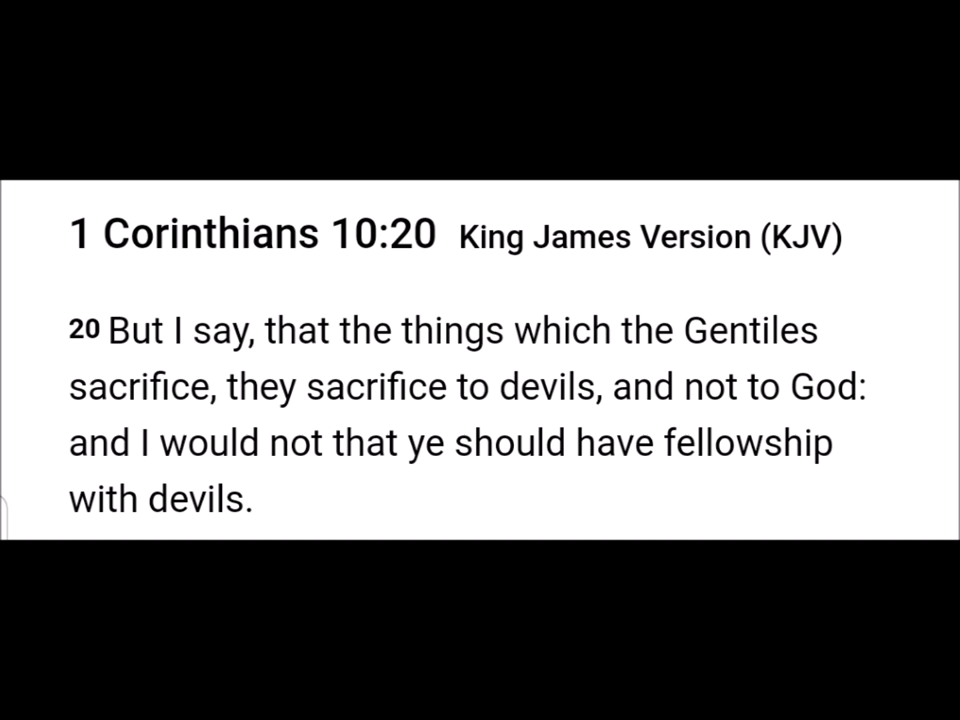 1 Corinthians 10:20 King James Version (KJV)
20 But I say, that the things which the Gentiles
sacrifice, they sacrifice to devils, and not to God:
and I would not that ye should have fellowship
with devils.